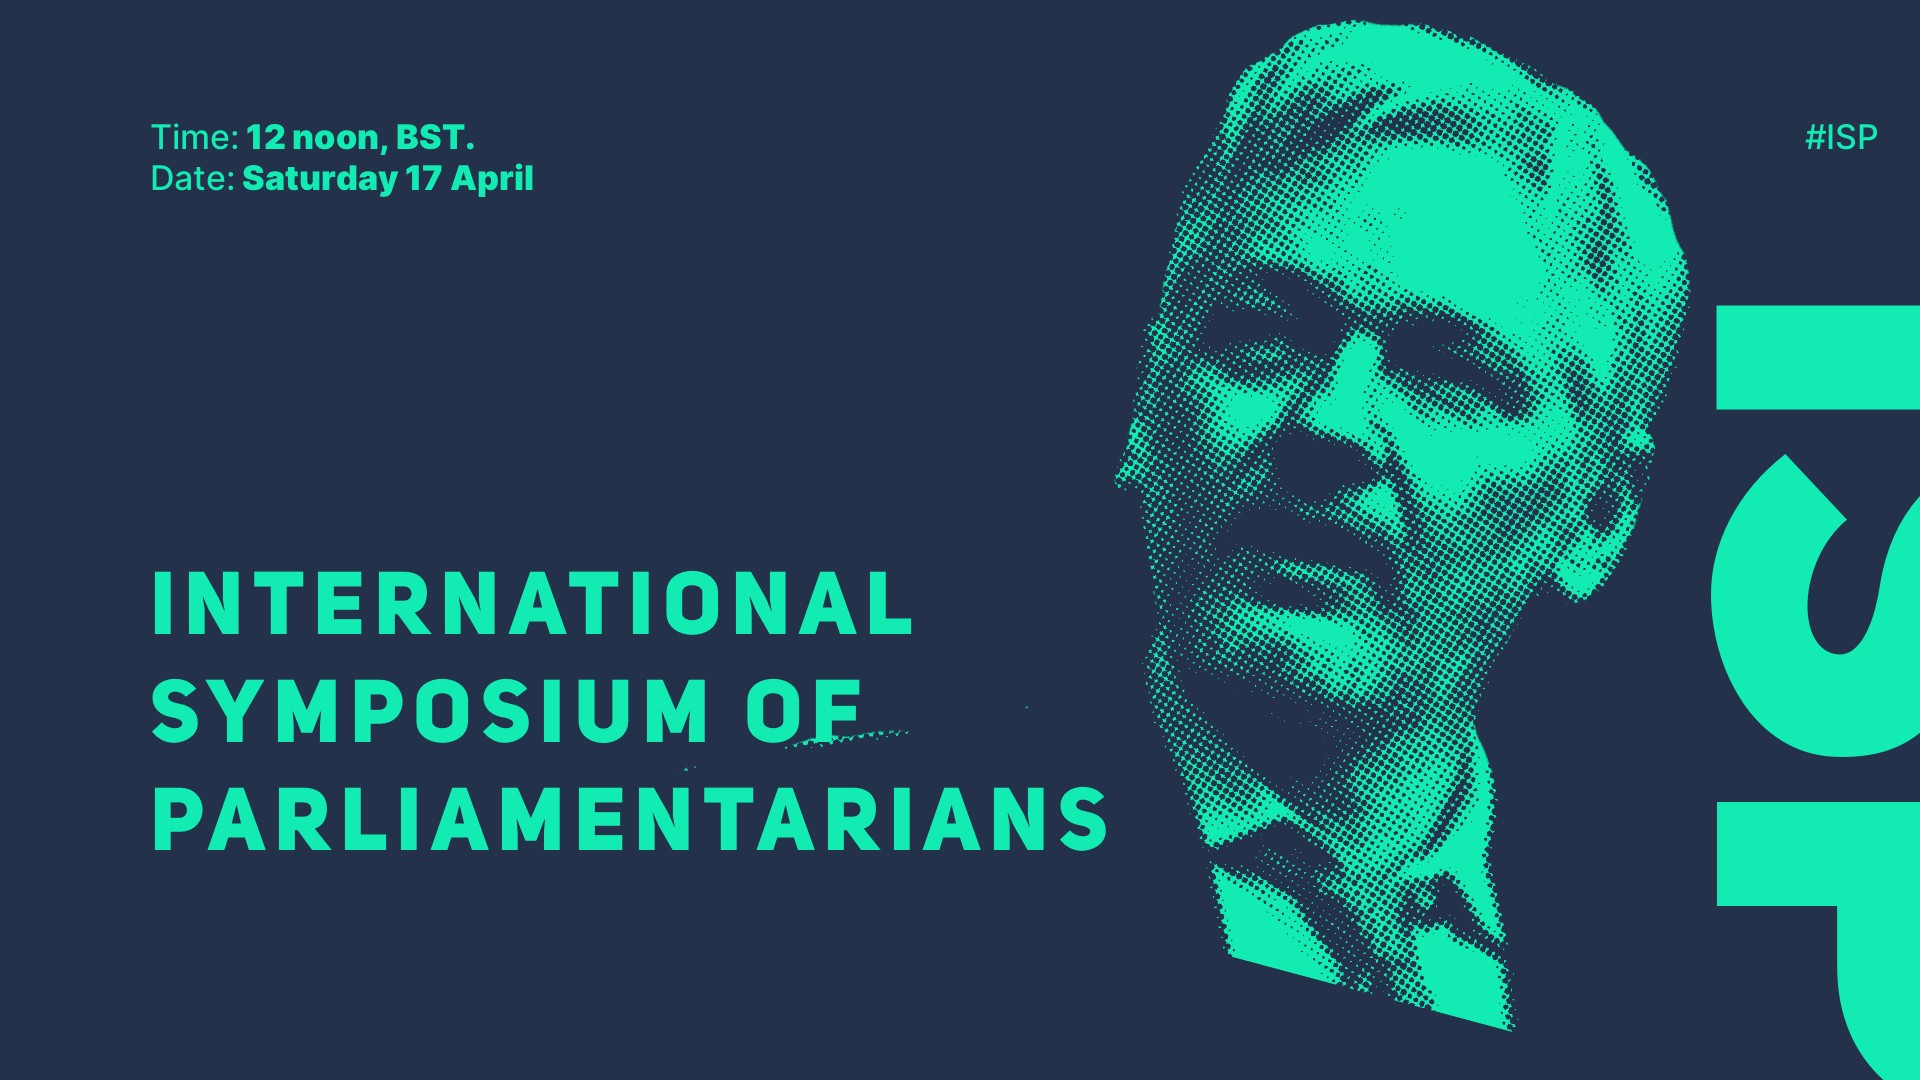 Time: 12 noon, BST.
Date: Saturday 17 April
#ISP
INTERNATIONAL
SYMPOSIUM OF
PARLIAMENTARIANS
ISP